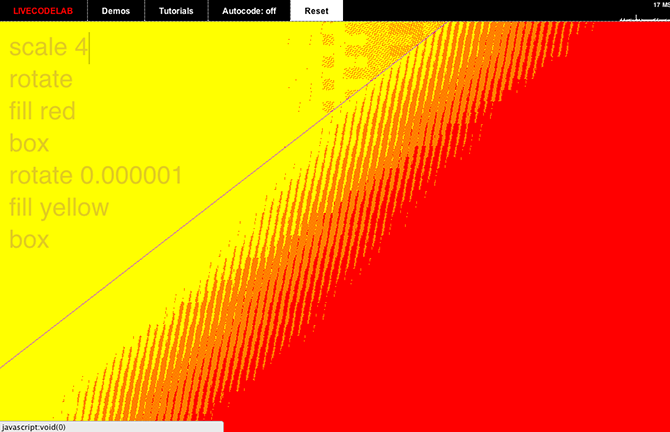 LIVECODELAB Demos Tutorials Autocode: off Reset 17 MS
scale 4
rotate
fill red
box
rotate 0.000001
fill yellow
box
javascript:void(0)